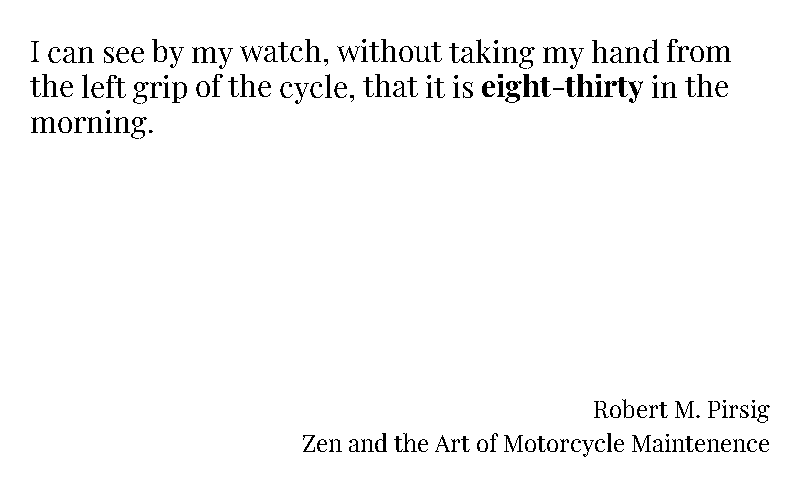 I can see by my watch, without taking my hand from
the left grip of the cycle, that it is eight-thirty in the
morning.
Robert M. Pirsig
Zen and the Art of Motorcycle Maintenence